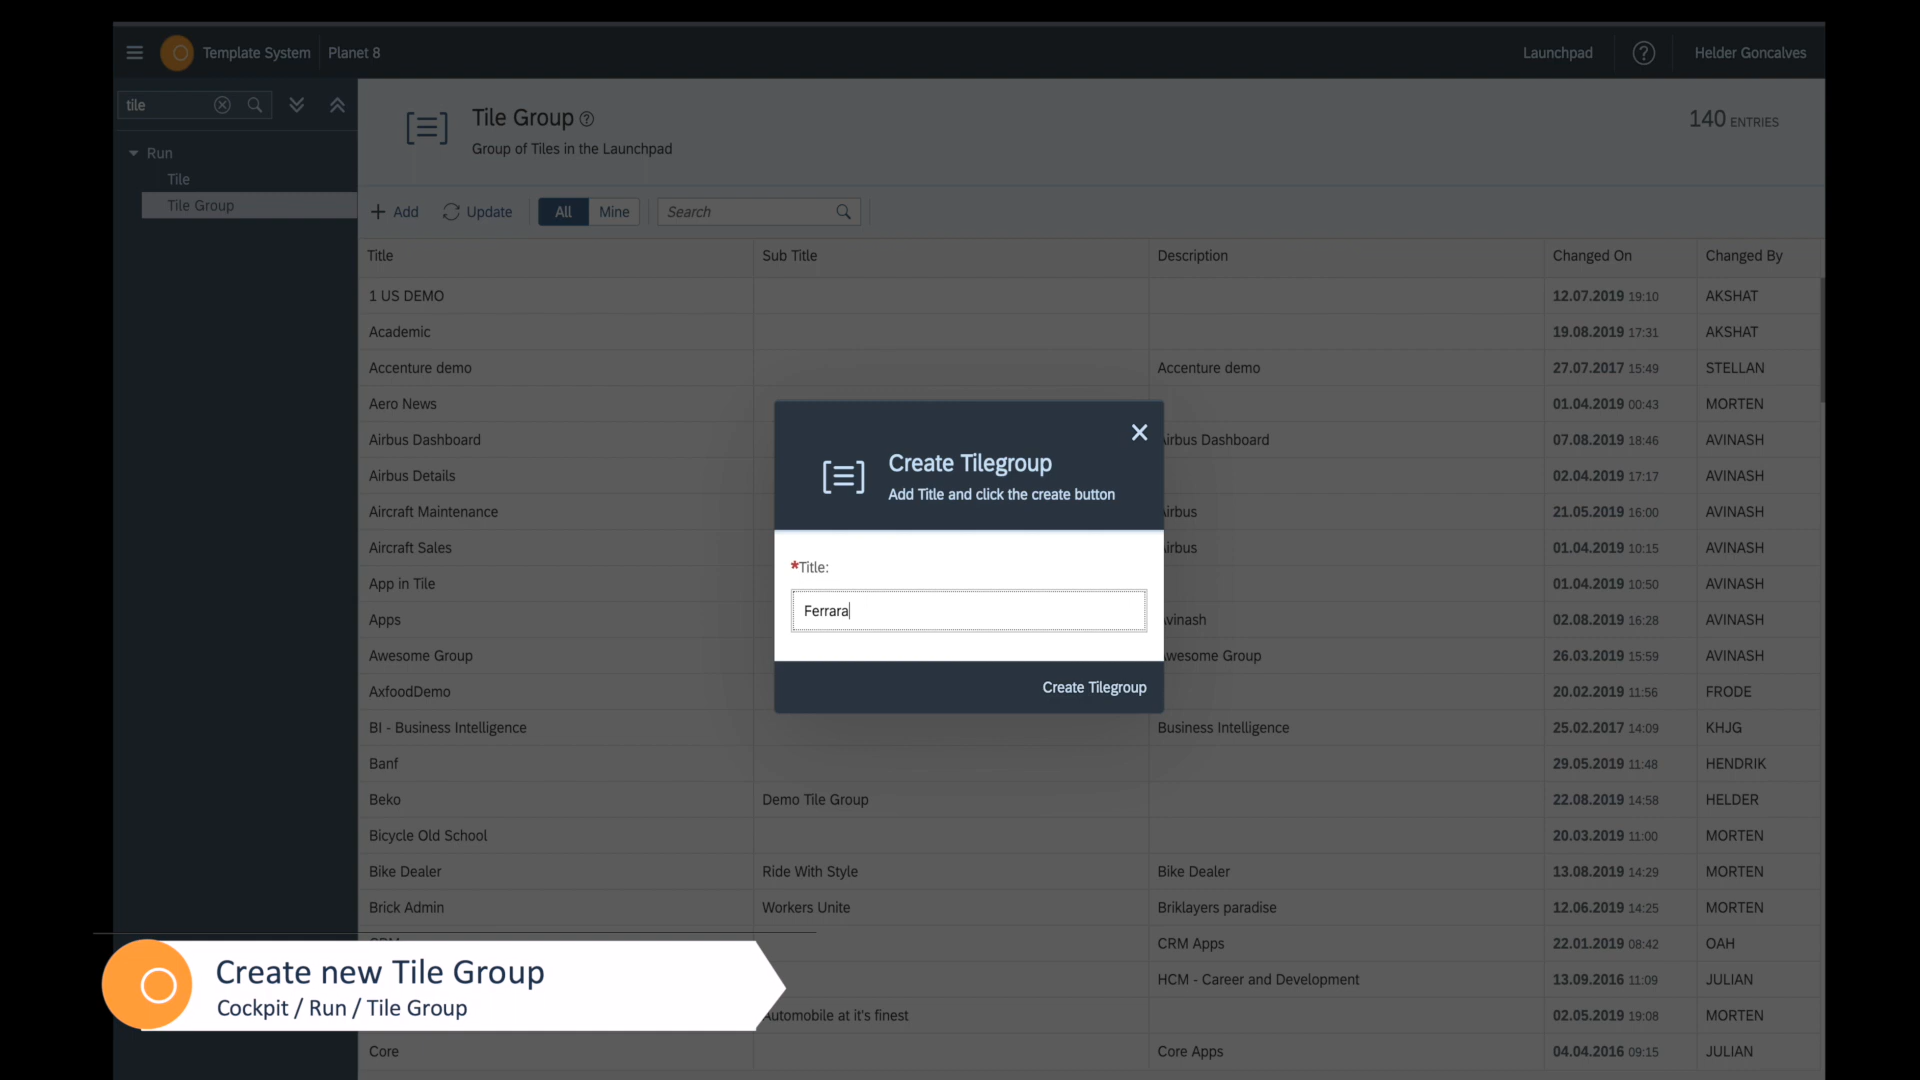 Template System Planet 8 Launchpad Helder Goncalves
tile
Tile Group
140 ENTRIES
Group of Tiles in the Launchpad
Run
Tile
Tile Group
Add Update All Mine Search
Title Sub Title Description Changed On Changed By
1 US DEMO 12.07.2019 19:10 AKSHAT
Academic 19.08.2019 17:31 AKSHAT
Accenture demo Accenture demo 27.07.2017 15:49 STELLAN
Aero News 01.04.2019 00:43 MORTEN
Airbus Dashboard irbus Dashboard 07.08.2019 18:46 AVINASH
Airbus Details 02.04.2019 17:17 AVINASH
Aircraft Maintenance irbus 21.05.2019 16:00 AVINASH
Aircraft Sales irbus 01.04.2019 10:15 AVINASH
App in Tile 01.04.2019 10:50 AVINASH
Apps vinash 02.08.2019 16:28 AVINASH
Awesome Group wesome Group 26.03.2019 15:59 AVINASH
AxfoodDemo 20.02.2019 11:56 FRODE
BI - Business Intelligence Business Intelligence 25.02.2017 14:09 KHJG
Banf 29.05.2019 11:48 HENDRIK
Beko Demo Tile Group 22.08.2019 14:58 HELDER
Bicycle Old School 20.03.2019 11:00 MORTEN
Bike Dealer Ride With Style Bike Dealer 13.08.2019 14:29 MORTEN
Brick Admin Workers Unite Briklayers paradise 12.06.2019 14:25 MORTEN
CRM Apps 22.01.2019 08:42 OAH
HCM - Career and Development 13.09.2016 11:09 JULIAN
Automobile at it's finest 02.05.2019 19:08 MORTEN
Core Core Apps 04.04.2016 09:15 JULIAN
Create Tilegroup
Add Title and click the create button
*Title:
Ferrara
Create Tilegroup
Create new Tile Group
Cockpit / Run / Tile Group